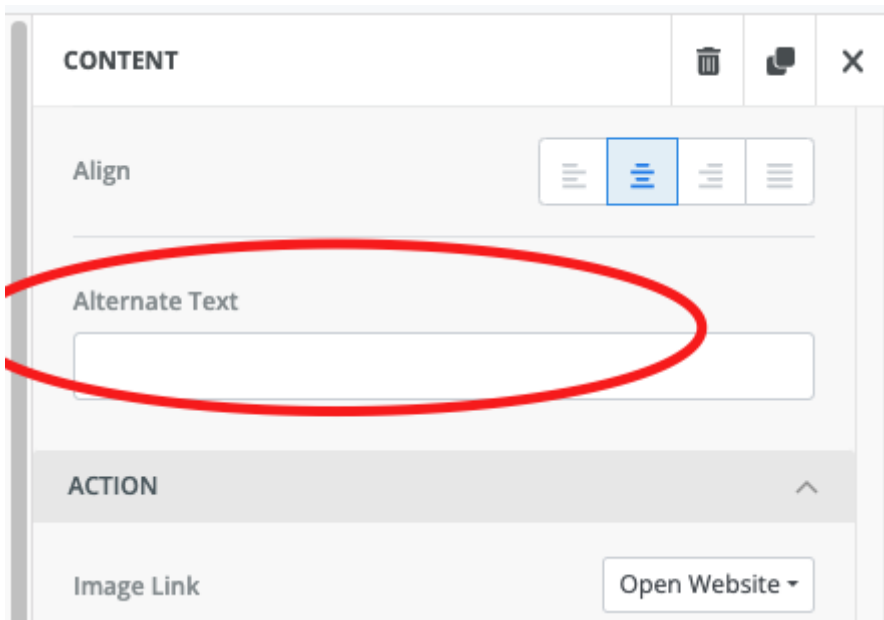 CONTENT
Align
Alternate Text
ACTION
Image Link Open Website